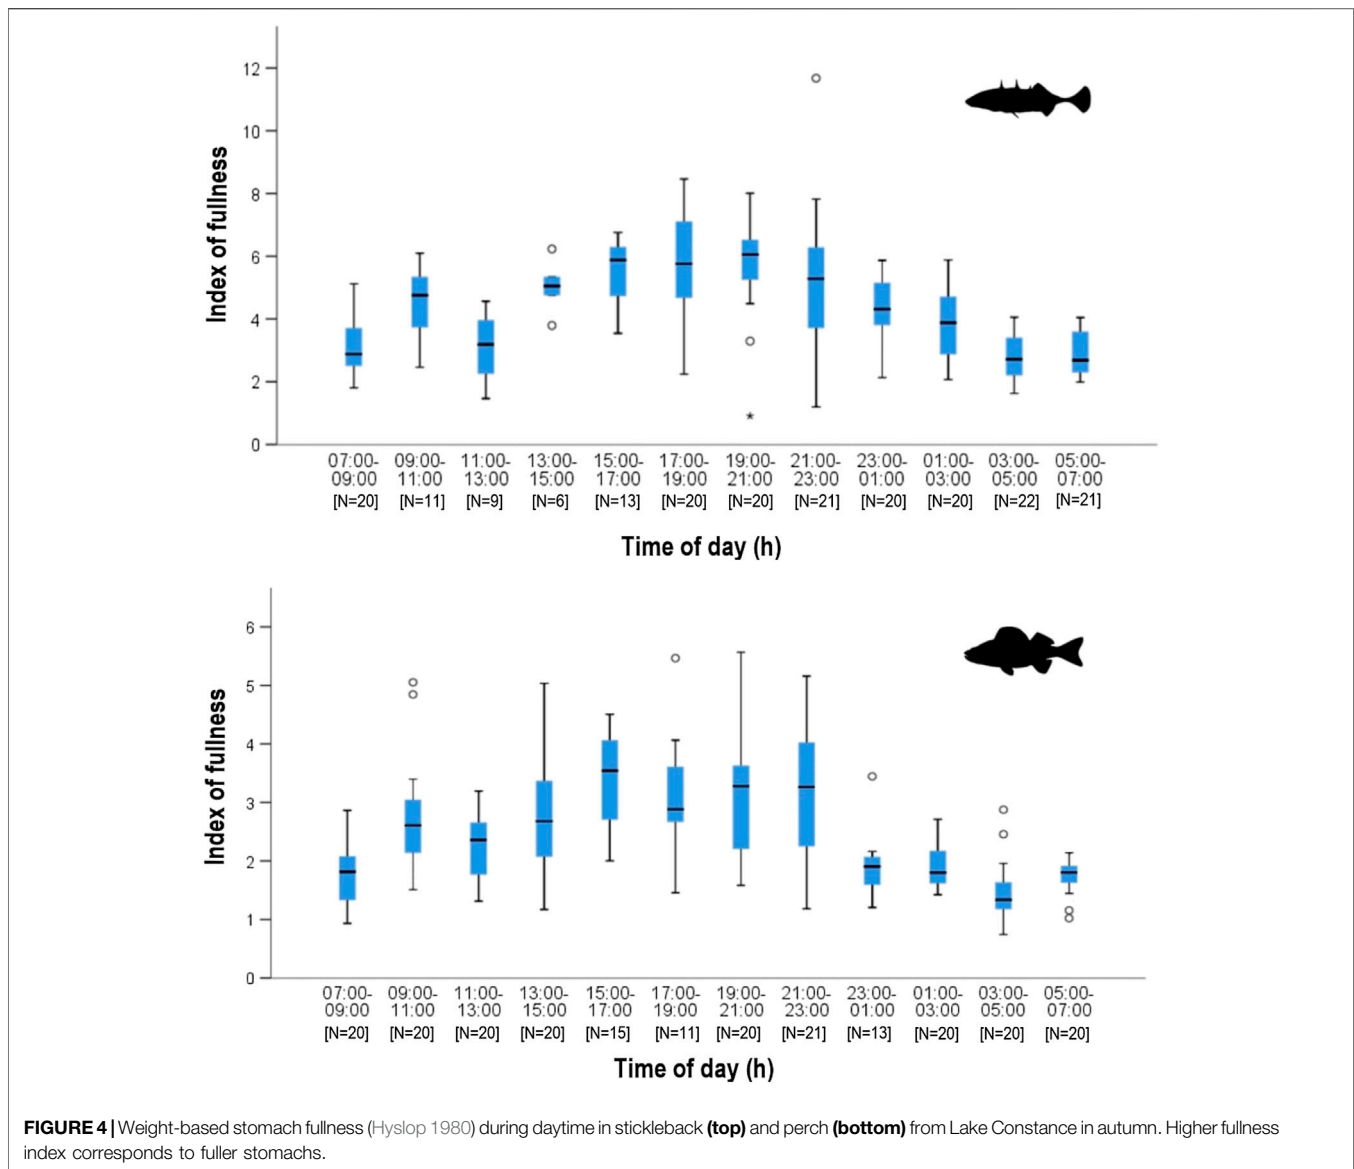 12
10
8
6
4
2
0
Index of fullness
07:00- 09:00- 11:00- 13:00- 15:00- 17:00- 19:00- 21:00- 23:00- 01:00- 03:00- 05:00-
09:00 11:00 13:00 15:00 17:00 19:00 21:00 23:00 01:00 03:00 05:00 07:00
[N=20] [N=11] [N=9] [N=6] [N=13] [N=20] [N=20] [N=21] [N=20] [N=20] [N=22] [N=21]
Time of day (h)
6
5
4
3
2
1
0
Index of fullness
07:00- 09:00- 11:00- 13:00- 15:00- 17:00- 19:00- 21:00- 23:00- 01:00- 03:00- 05:00-
09:00 11:00 13:00 15:00 17:00 19:00 21:00 23:00 01:00 03:00 05:00 07:00
[N=20] [N=20] [N=20] [N=20] [N=15] [N=11] [N=20] [N=21] [N=13] [N=20] [N=20] [N=20]
Time of day (h)
FIGURE 4 | Weight-based stomach fullness (Hyslop 1980) during daytime in stickleback (top) and perch (bottom) from Lake Constance in autumn. Higher fullness
index corresponds to fuller stomachs.